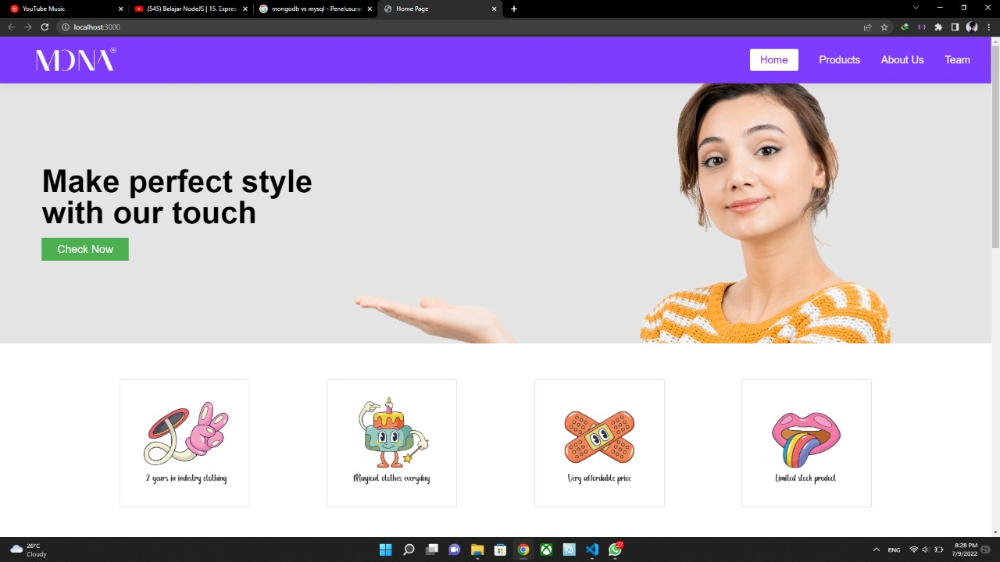 YouTube Music
(545) Belajar NodeJS | 15. Express
mongodb vs mysql - Penelusuran
Home Page
localhost:3000
MDNA®
Home
Products
About Us
Team
Make perfect style
with our touch
Check Now
2 years in industry clothing
Magical clothes everyday
Very affordable price
Limited stock product
26°C
Cloudy
27
ENG
8:28 PM
7/9/2022
21